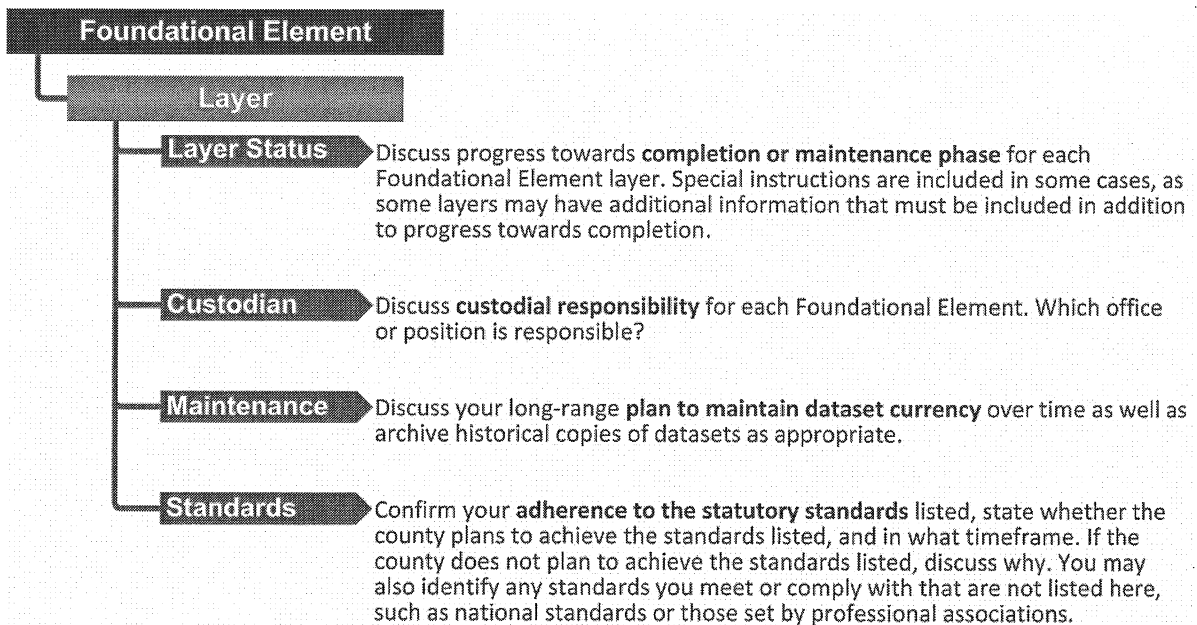 Foundational Element
Layer
Layer Status
Discuss progress towards completion or maintenance phase for each
Foundational Element layer. Special instructions are included in some cases, as
some layers may have additional information that must be included in addition
to progress towards completion.
Custodian
Discuss custodial responsibility for each Foundational Element. Which office
or position is responsible?
Maintenance
Discuss your long-range plan to maintain dataset currency over time as well as
archive historical copies of datasets as appropriate.
Standards
Confirm your adherence to the statutory standards listed, state whether the
county plans to achieve the standards listed, and in what timeframe. If the
county does not plan to achieve the standards listed, discuss why. You may
also identify any standards you meet or comply with that are not listed here,
such as national standards or those set by professional associations.